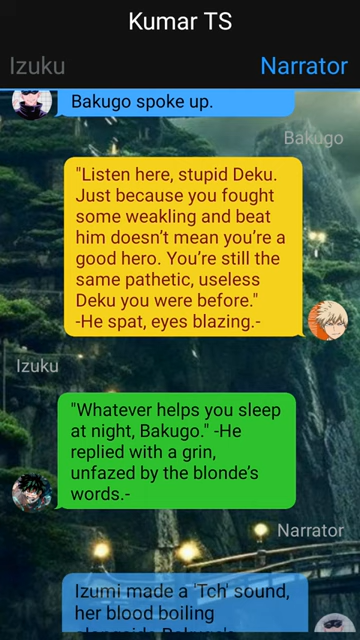 Kumar TS
Izuku
Narrator
Bakugo spoke up.
Bakugo
"Listen here, stupid Deku.
Just because you fought
some weakling and beat
him doesn’t mean you’re a
good hero. You’re still the
same pathetic, useless
Deku you were before."
-He spat, eyes blazing.-
Izuku
"Whatever helps you sleep
at night, Bakugo." -He
replied with a grin,
unfazed by the blonde’s
words.-
Narrator
Izumi made a 'Tch' sound,
her blood boiling
alongside Bakugo's